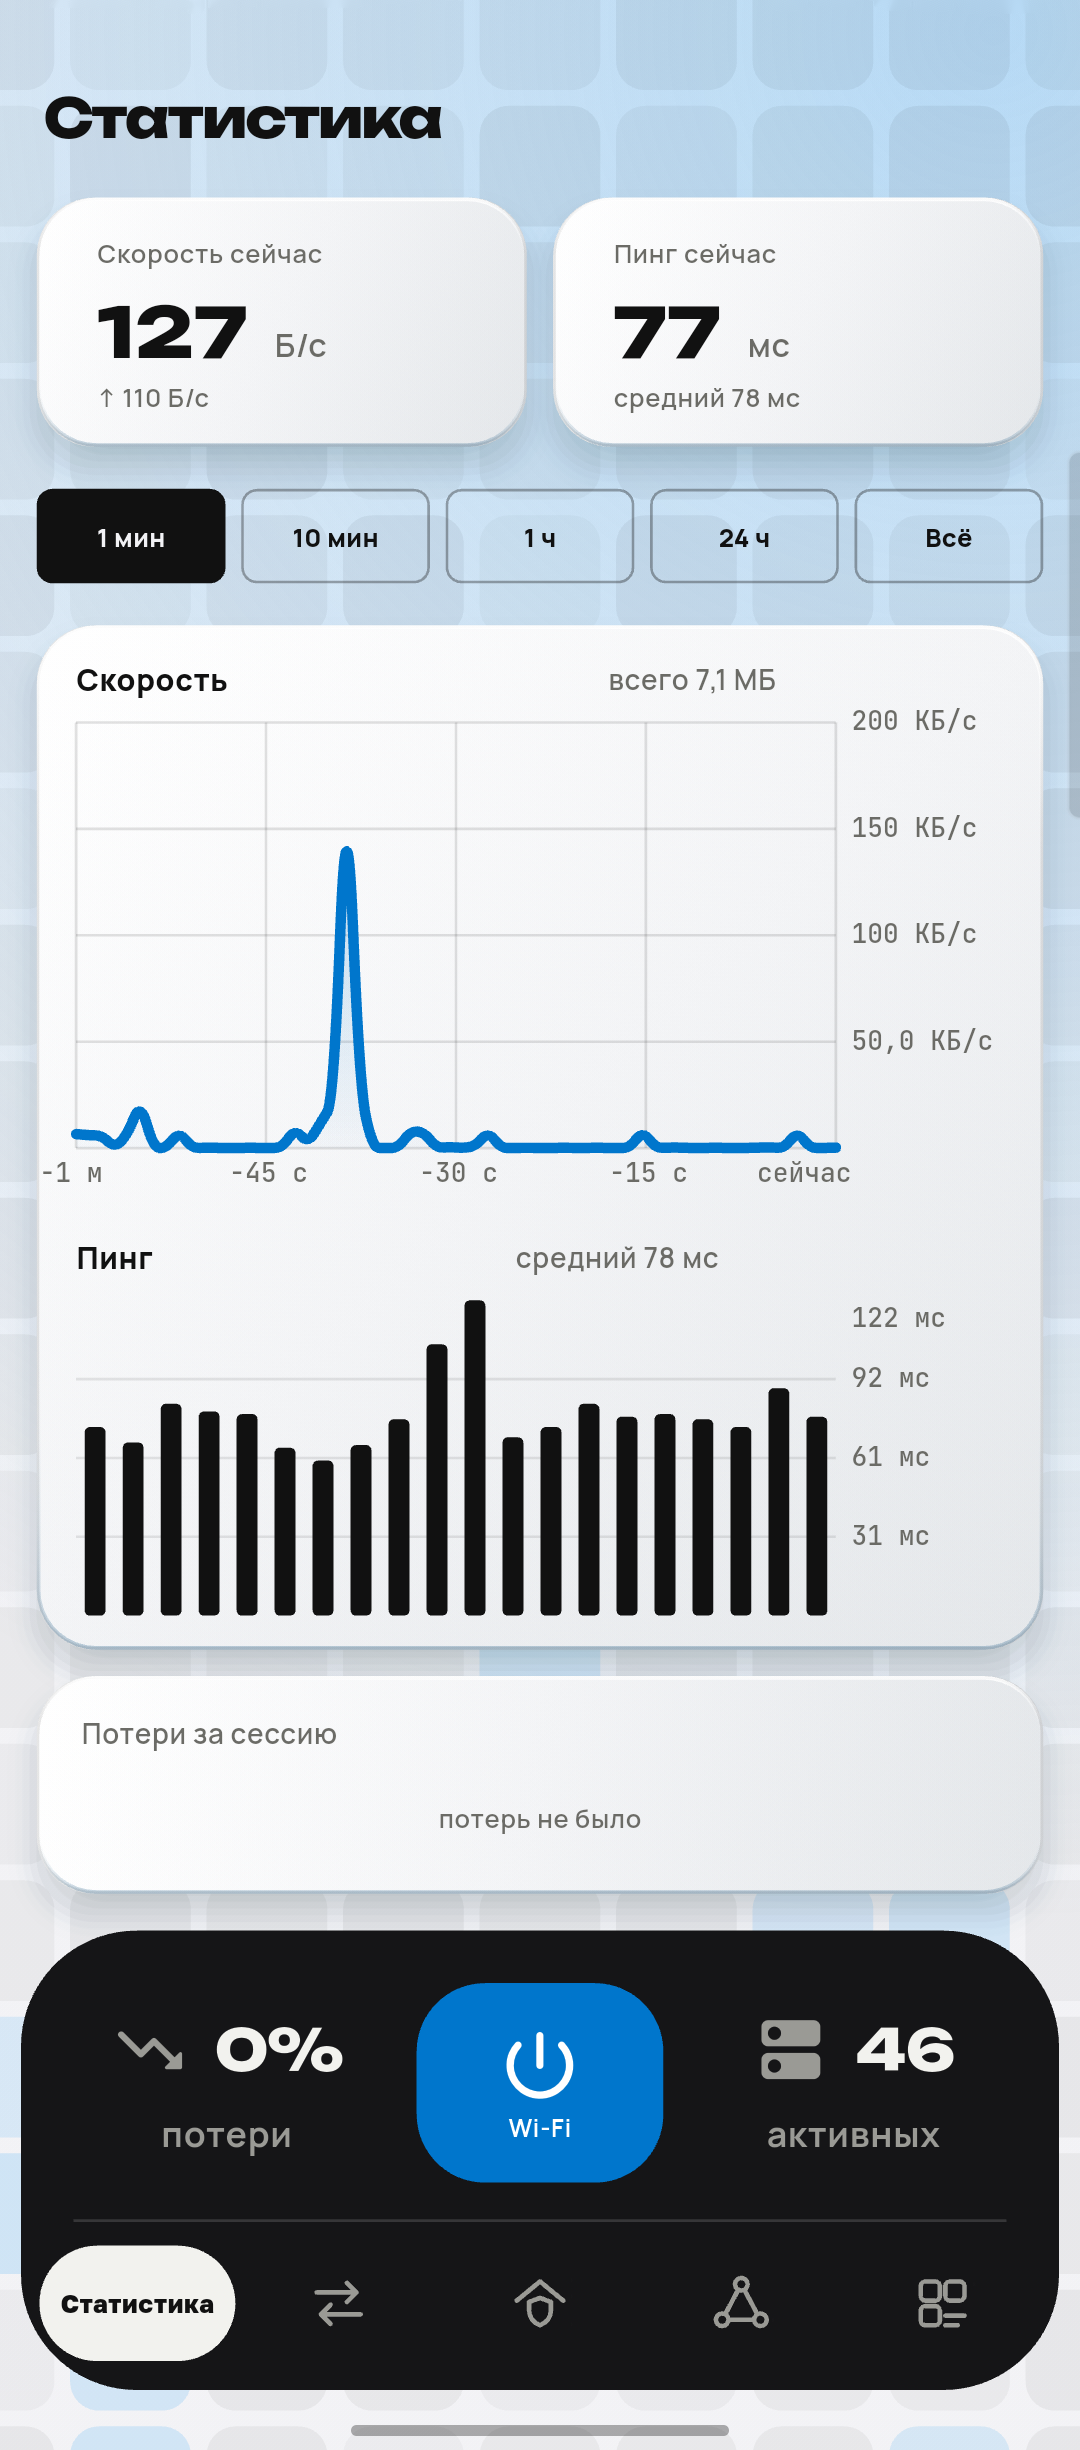 Статистика
Скорость сейчас
127 Б/с
↑ 110 Б/с
Пинг сейчас
77 мс
средний 78 мс
1 мин
10 мин
1 ч
24 ч
Всё
Скорость
всего 7,1 МБ
200 КБ/с
150 КБ/с
100 КБ/с
50,0 КБ/с
-1 м
-45 с
-30 с
-15 с
сейчас
Пинг
средний 78 мс
122 мс
92 мс
61 мс
31 мс
Потери за сессию
потерь не было
0%
потери
Wi-Fi
46
активных
Статистика